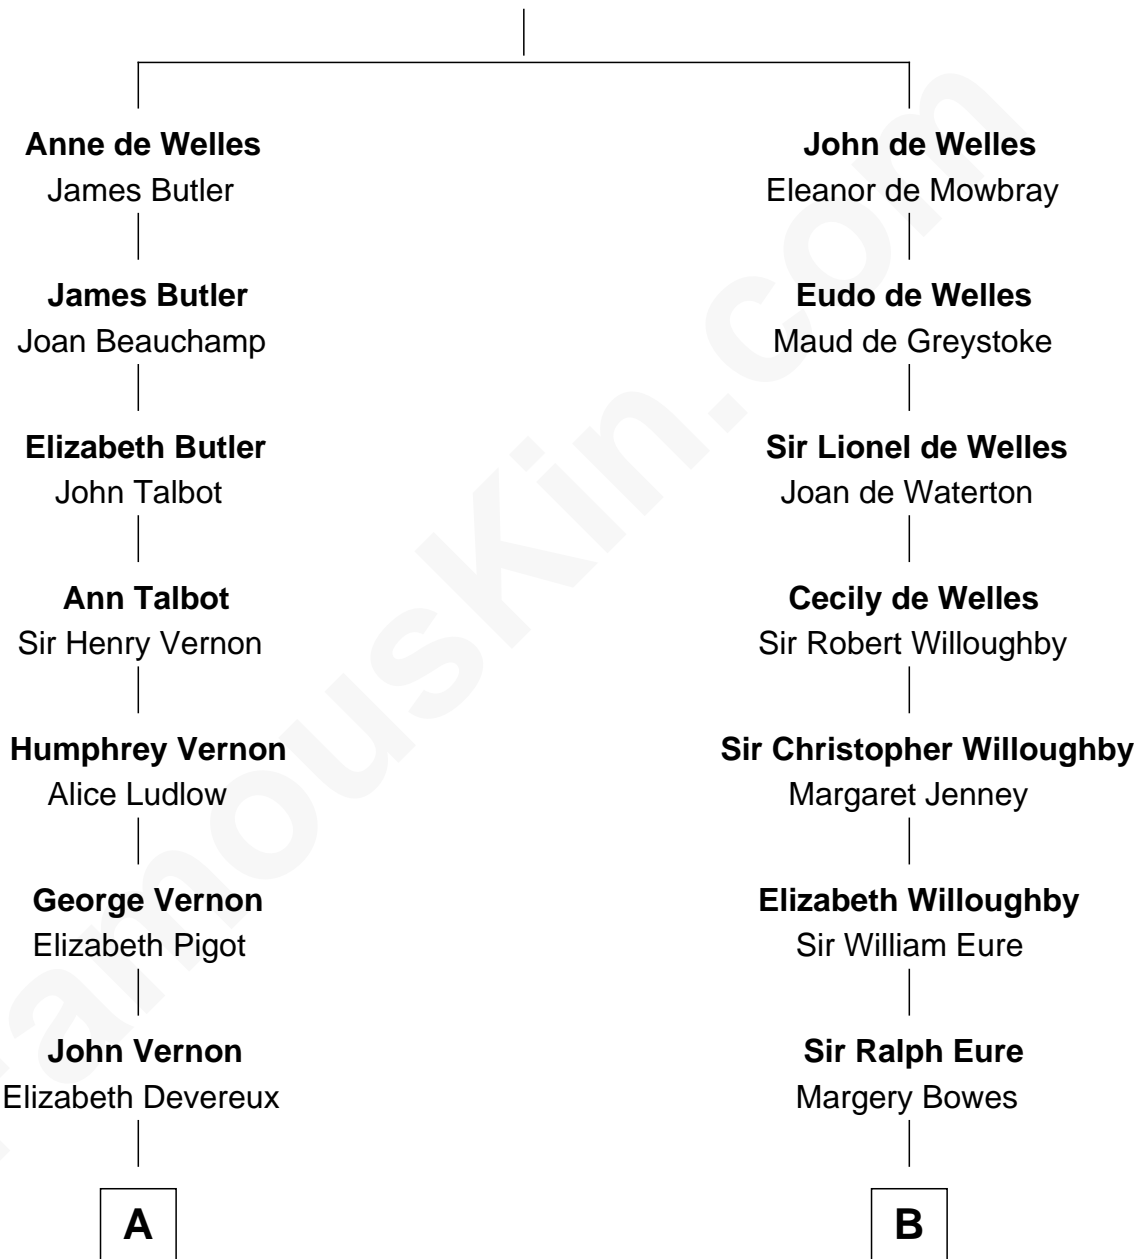 Anne de Welles
James Butler
James Butler
Joan Beauchamp
Elizabeth Butler
John Talbot
Ann Talbot
Sir Henry Vernon
Humphrey Vernon
Alice Ludlow
George Vernon
Elizabeth Pigot
John Vernon
Elizabeth Devereux
A
John de Welles
Eleanor de Mowbray
Eudo de Welles
Maud de Greystoke
Sir Lionel de Welles
Joan de Waterton
Cecily de Welles
Sir Robert Willoughby
Sir Christopher Willoughby
Margaret Jenney
Elizabeth Willoughby
Sir William Eure
Sir Ralph Eure
Margery Bowes
B
FamousKin.com